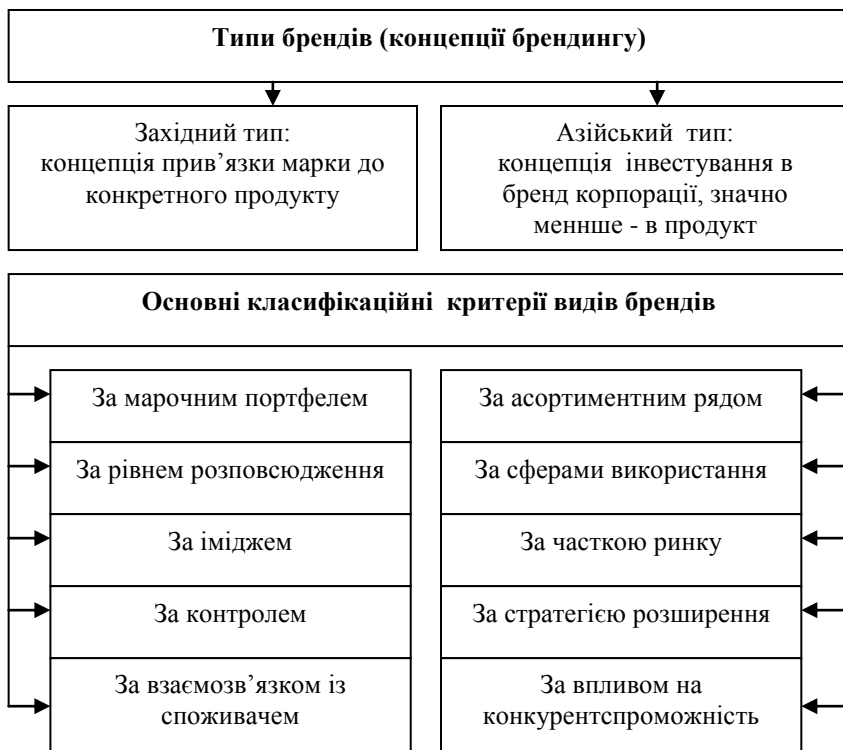 Типи брендів (концепції брендингу)
Західний тип:
концепція прив’язки марки до
конкретного продукту
Азійський тип:
концепція інвестування в
бренд корпорації, значно
меннше - в продукт
Основні класифікаційні критерії видів брендів
За марочним портфелем
За асортиментним рядом
За рівнем розповсюдження
За сферами використання
За іміджем
За часткою ринку
За контролем
За стратегією розширення
За взаємозв’язком із
споживачем
За впливом на
конкурентспроможність